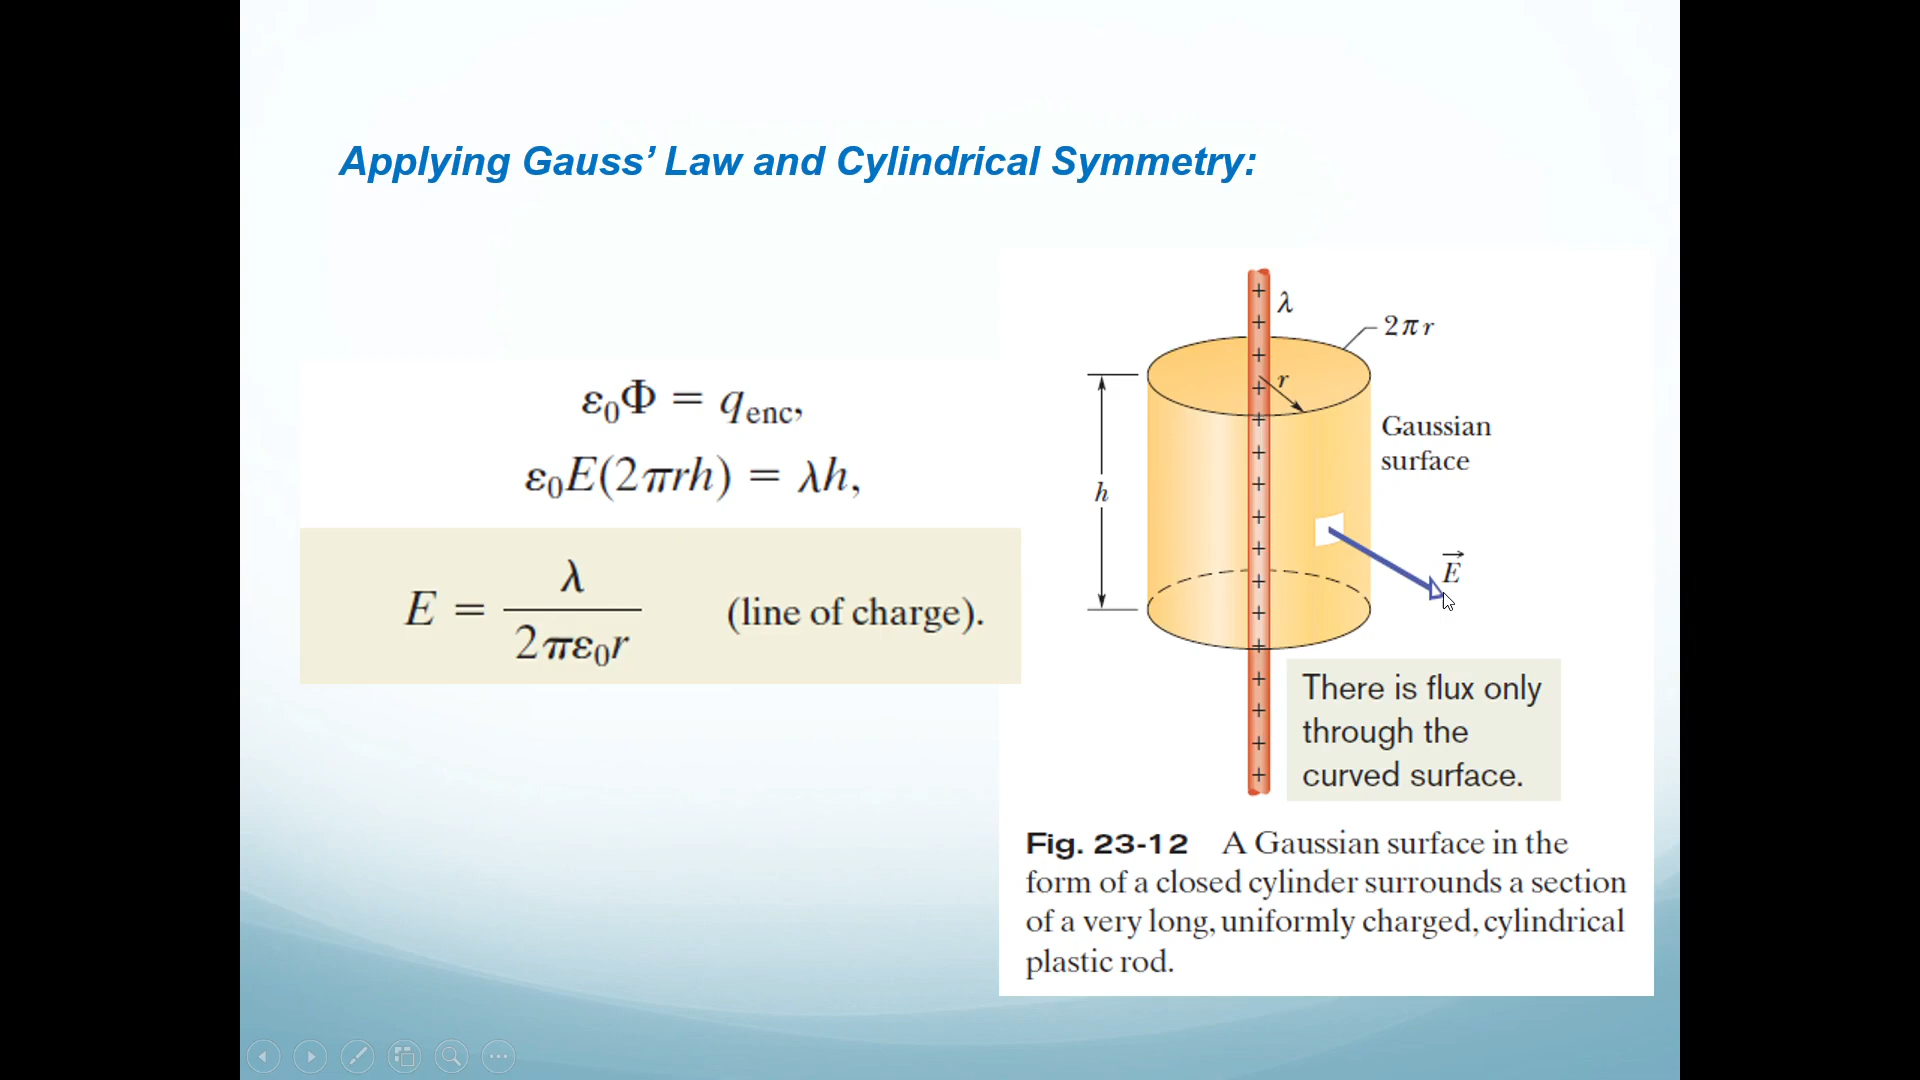 Applying Gauss’ Law and Cylindrical Symmetry:
ε₀Φ = qenc,
ε₀E(2πrh) = λh,
E = λ / 2πε₀r (line of charge).
λ
2πr
r
Gaussian
surface
h
E⃗
There is flux only
through the
curved surface.
Fig. 23-12 A Gaussian surface in the
form of a closed cylinder surrounds a section
of a very long, uniformly charged, cylindrical
plastic rod.